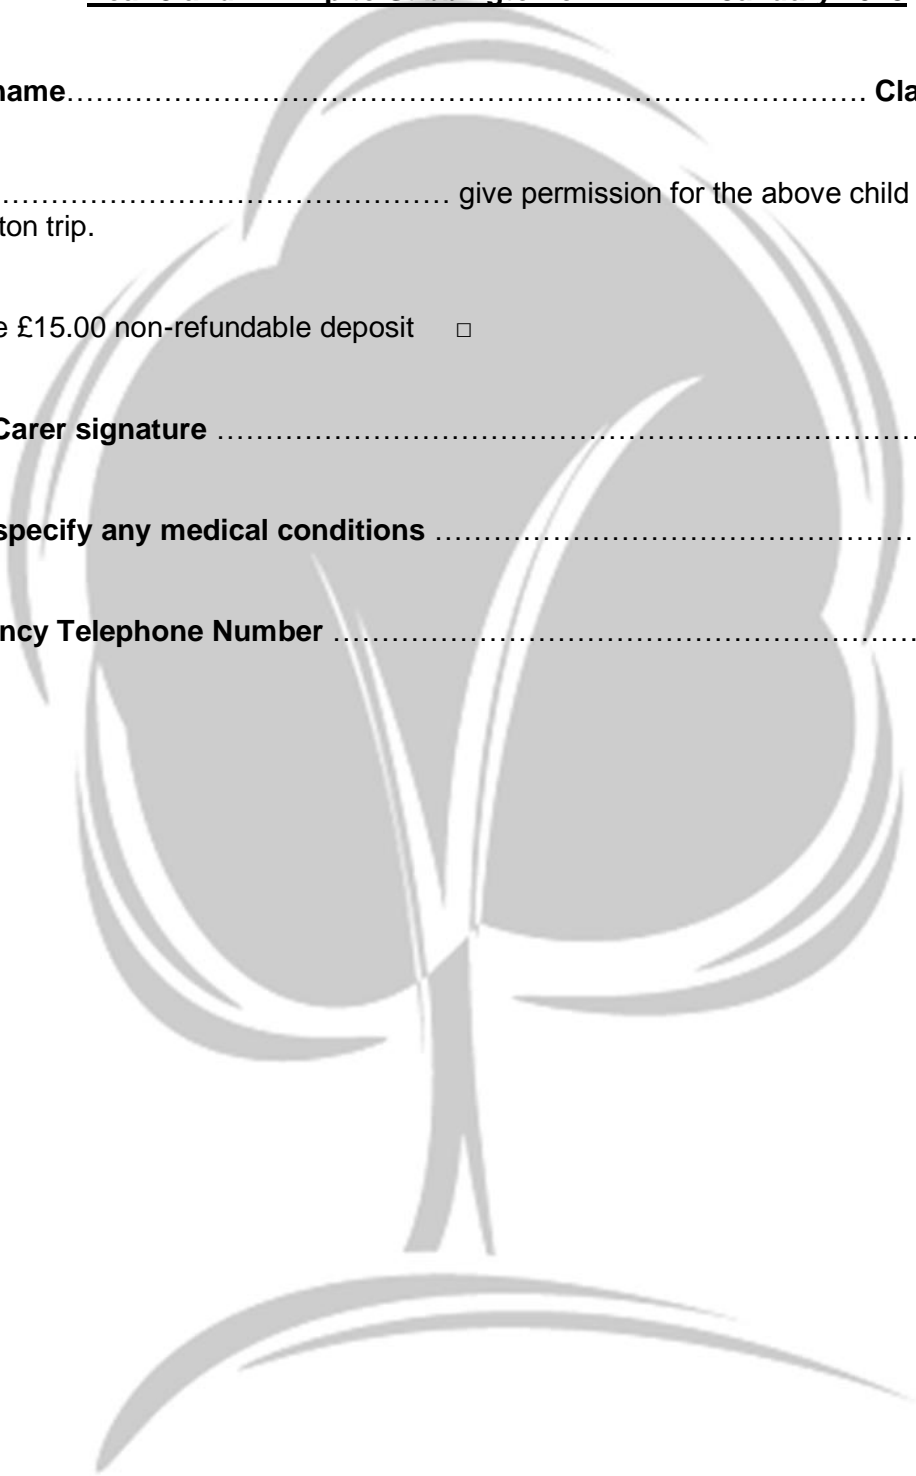 name…………………………………………………………………………. Cla
………………………………………. give permission for the above child
ton trip.
e £15.00 non-refundable deposit □
Carer signature ………………………………………………………………
specify any medical conditions ………………………………………….
ncy Telephone Number ……………………………………………………